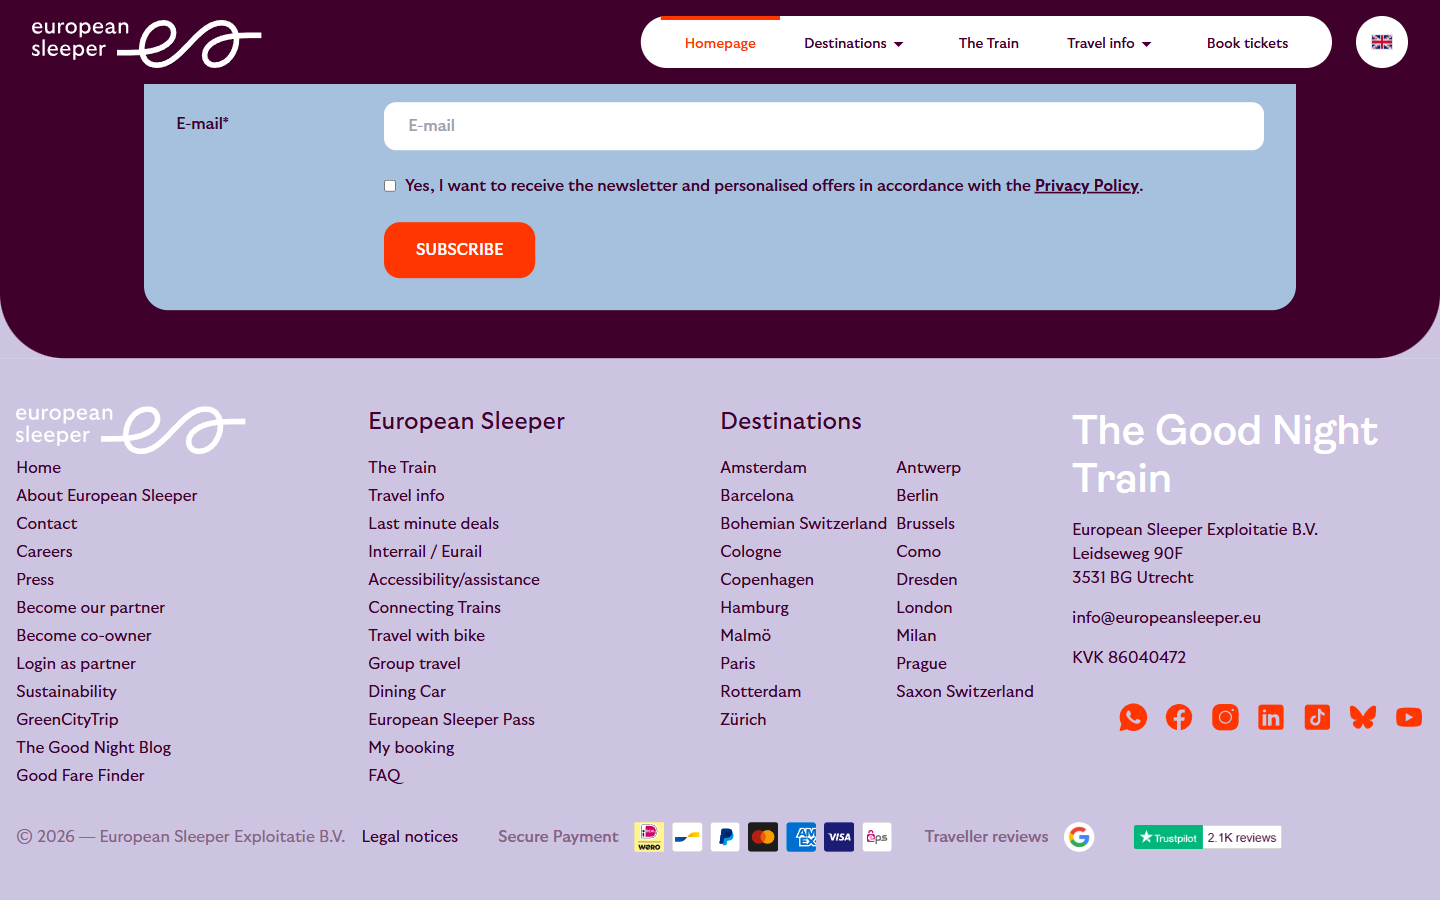 european
sleeper
Homepage
Destinations
The Train
Travel info
Book tickets
E-mail*
E-mail
Yes, I want to receive the newsletter and personalised offers in accordance with the Privacy Policy.
SUBSCRIBE
european
sleeper
Home
About European Sleeper
Contact
Careers
Press
Become our partner
Become co-owner
Login as partner
Sustainability
GreenCityTrip
The Good Night Blog
Good Fare Finder
European Sleeper
The Train
Travel info
Last minute deals
Interrail / Eurail
Accessibility/assistance
Connecting Trains
Travel with bike
Group travel
Dining Car
European Sleeper Pass
My booking
FAQ
Destinations
Amsterdam
Barcelona
Bohemian Switzerland
Cologne
Copenhagen
Hamburg
Malmö
Paris
Rotterdam
Zürich
Antwerp
Berlin
Brussels
Como
Dresden
London
Milan
Prague
Saxon Switzerland
The Good Night
Train
European Sleeper Exploitatie B.V.
Leidseweg 90F
3531 BG Utrecht
info@europeansleeper.eu
KVK 86040472
© 2026 — European Sleeper Exploitatie B.V.
Legal notices
Secure Payment
wero
AM
EX
VISA
eps
Traveller reviews
Trustpilot
2.1K reviews